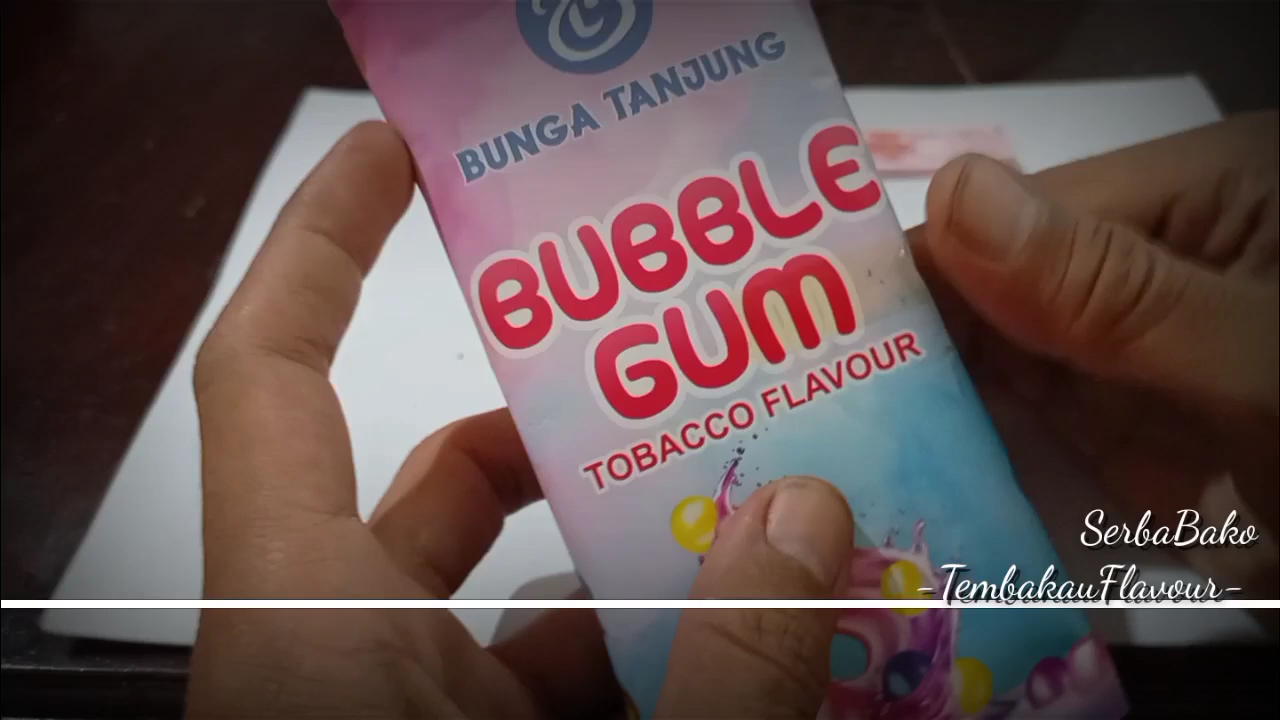 BUNGA TANJUNG
BUBBLE
GUM
TOBACCO FLAVOUR
SerbaBako
-TembakauFlavour-